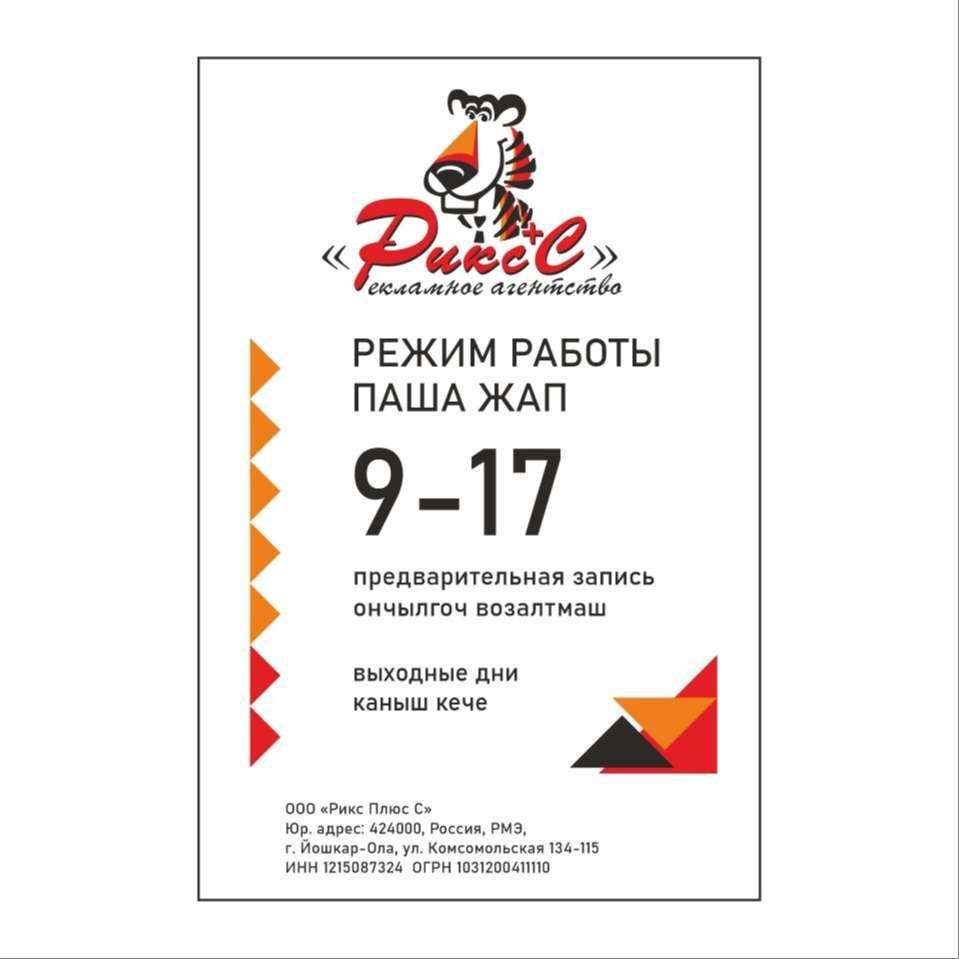 « Рикс+С »
Рекламное агентство
РЕЖИМ РАБОТЫ
ПАША ЖАП
9-17
предварительная запись
ончылгоч возалтмаш
выходные дни
каныш кече
ООО «Рикс Плюс С»
Юр. адрес: 424000, Россия, РМЭ,
г. Йошкар-Ола, ул. Комсомольская 134-115
ИНН 1215087324 ОГРН 1031200411110